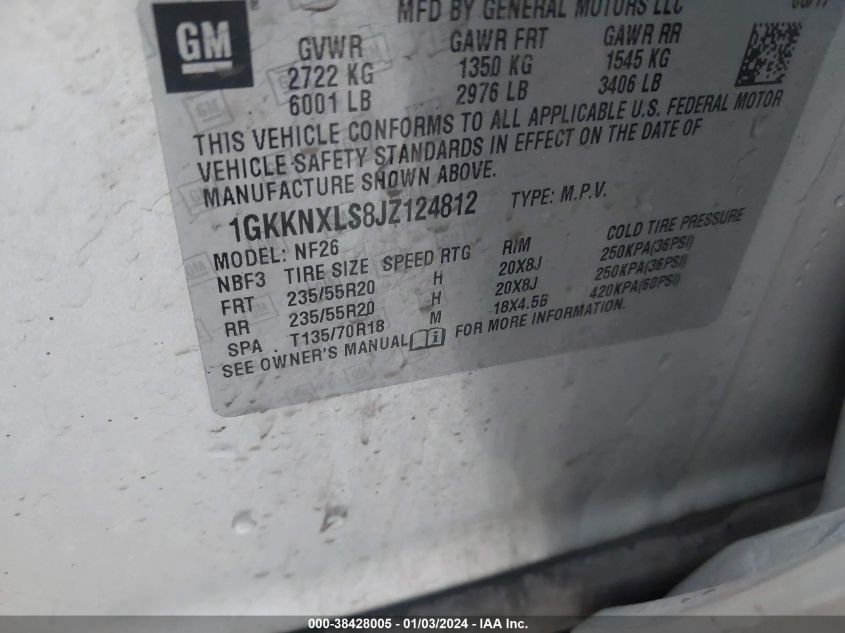 MFD BY GENERAL MOTORS LLC
GM
GVWR GAWR FRT GAWR RR
2722 KG 1350 KG 1545 KG
6001 LB 2976 LB 3406 LB
THIS VEHICLE CONFORMS TO ALL APPLICABLE U.S. FEDERAL MOTOR
VEHICLE SAFETY STANDARDS IN EFFECT ON THE DATE OF
MANUFACTURE SHOWN ABOVE.
1GKKNXLS8JZ124812 TYPE: M.P.V.
MODEL: NF26
NBF3 TIRE SIZE SPEED RTG RIM COLD TIRE PRESSURE
FRT 235/55R20 H 20X8J 250KPA(36PSI)
RR 235/55R20 H 20X8J 250KPA(36PSI)
SPA T135/70R18 M 18X4.5B 420KPA(60PSI)
SEE OWNER'S MANUAL FOR MORE INFORMATION.
000-38428005 - 01/03/2024 - IAA Inc.